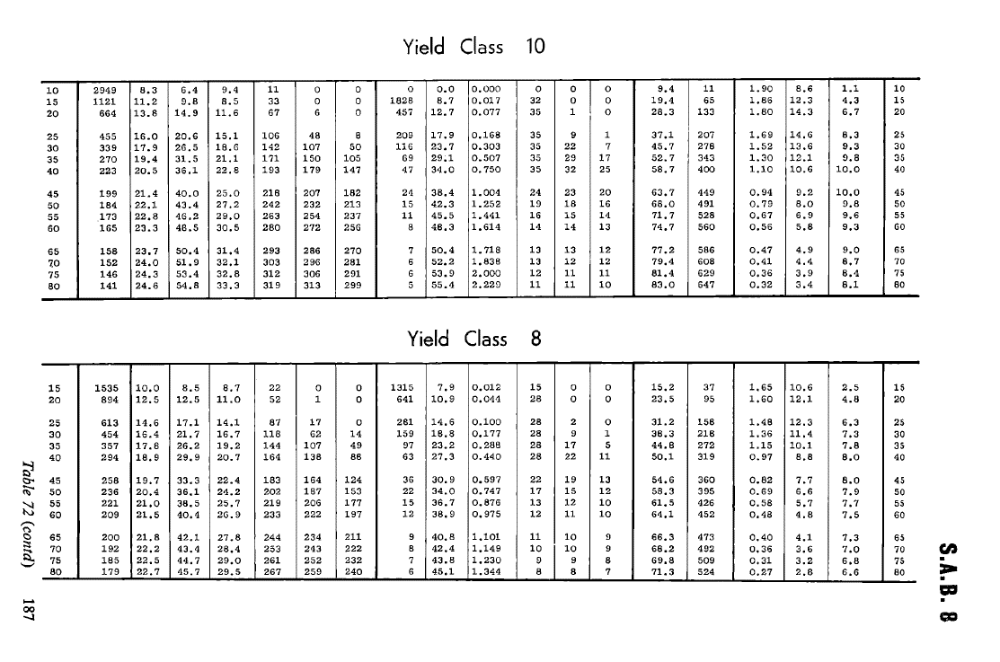 Yield Class 10
10 2949 8.3 6.4 9.4 11 0 0 0 0.0 0.000 0 0 0 9.4 11 1.90 8.6 1.1 10
15 1121 11.2 9.8 8.5 33 0 0 1828 8.7 0.017 32 0 0 19.4 65 1.86 12.3 4.3 15
20 664 13.8 14.9 11.6 67 6 0 457 12.7 0.077 35 1 0 28.3 133 1.80 14.3 6.7 20
25 455 16.0 20.6 15.1 106 48 8 209 17.9 0.168 35 9 1 37.1 207 1.69 14.6 8.3 25
30 339 17.9 26.5 18.6 142 107 50 116 23.7 0.303 35 22 7 45.7 278 1.52 13.6 9.3 30
35 270 19.4 31.5 21.1 171 150 105 69 29.1 0.507 35 29 17 52.7 343 1.30 12.1 9.8 35
40 223 20.5 36.1 22.8 193 179 147 47 34.0 0.750 35 32 25 58.7 400 1.10 10.6 10.0 40
45 199 21.4 40.0 25.0 218 207 182 24 38.4 1.004 24 23 20 63.7 449 0.94 9.2 10.0 45
50 184 22.1 43.4 27.2 242 232 213 15 42.3 1.252 19 18 16 68.0 491 0.79 8.0 9.8 50
55 173 22.8 46.2 29.0 263 254 237 11 45.5 1.441 16 15 14 71.7 528 0.67 6.9 9.6 55
60 165 23.3 48.5 30.5 280 272 256 8 48.3 1.614 14 14 13 74.7 560 0.56 5.8 9.3 60
65 158 23.7 50.4 31.4 293 286 270 7 50.4 1.718 13 13 12 77.2 586 0.47 4.9 9.0 65
70 152 24.0 51.9 32.1 303 296 281 6 52.2 1.838 13 12 12 79.4 608 0.41 4.4 8.7 70
75 146 24.3 53.4 32.8 312 306 291 6 53.9 2.000 12 11 11 81.4 629 0.36 3.9 8.4 75
80 141 24.6 54.8 33.3 319 313 299 5 55.4 2.229 11 11 10 83.0 647 0.32 3.4 8.1 80
Yield Class 8
15 1535 10.0 8.5 8.7 22 0 0 1315 7.9 0.012 15 0 0 15.2 37 1.65 10.6 2.5 15
20 894 12.5 12.5 11.0 52 1 0 641 10.9 0.044 28 0 0 23.5 95 1.60 12.1 4.8 20
25 613 14.6 17.1 14.1 87 17 0 281 14.6 0.100 28 2 0 31.2 158 1.48 12.3 6.3 25
30 454 16.4 21.7 16.7 118 62 14 159 18.8 0.177 28 9 1 38.3 218 1.36 11.4 7.3 30
35 357 17.8 26.2 19.2 144 107 49 97 23.2 0.288 28 17 5 44.8 272 1.15 10.1 7.8 35
40 294 18.9 29.9 20.7 164 138 88 63 27.3 0.440 28 22 11 50.1 319 0.97 8.8 8.0 40
45 258 19.7 33.3 22.4 183 164 124 36 30.9 0.597 22 19 13 54.6 360 0.82 7.7 8.0 45
50 236 20.4 36.1 24.2 202 187 153 22 34.0 0.747 17 15 12 58.3 395 0.69 6.6 7.9 50
55 221 21.0 38.5 25.7 219 206 177 15 36.7 0.876 13 12 10 61.5 426 0.58 5.7 7.7 55
60 209 21.5 40.4 26.9 233 222 197 12 38.9 0.975 12 11 10 64.1 452 0.48 4.8 7.5 60
65 200 21.8 42.1 27.8 244 234 211 9 40.8 1.101 11 10 9 66.3 473 0.40 4.1 7.3 65
70 192 22.2 43.4 28.4 253 243 222 8 42.4 1.149 10 10 9 68.2 492 0.36 3.6 7.0 70
75 185 22.5 44.7 29.0 261 252 232 7 43.8 1.230 9 9 8 69.8 509 0.31 3.2 6.8 75
80 179 22.7 45.7 29.5 267 259 240 6 45.1 1.344 8 8 7 71.3 524 0.27 2.8 6.6 80
Table 72 (contd) 187
S.A.B. 8